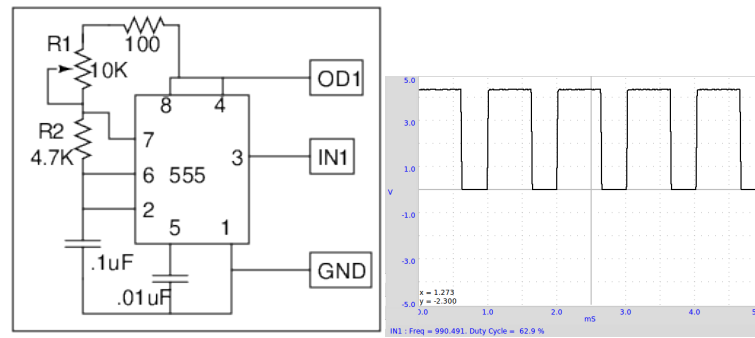 R1
100
OD1
10K
8
4
R2
7
4.7K
3
IN1
6
555
2
5
1
.1uF
GND
.01uF
5.0
3.0
1.0
V
-1.0
-3.0
x = 1.273
y = -2.300
-5.0
0.0
1.0
2.0
3.0
4.0
mS
IN1 : Freq = 990.491. Duty Cycle = 62.9 %